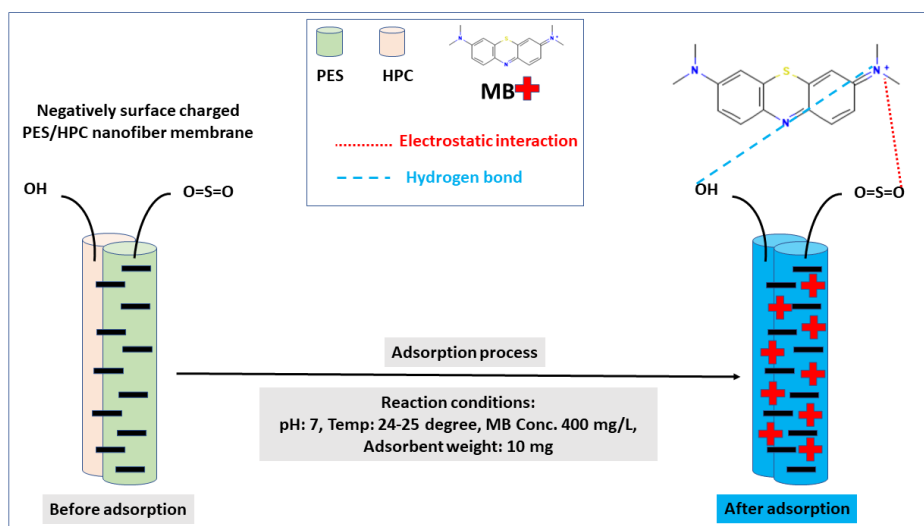 PES
HPC
N
S
N
N+
MB
Electrostatic interaction
Hydrogen bond
Negatively surface charged
PES/HPC nanofiber membrane
OH
O=S=O
N
S
N
N+
OH
O=S=O
Adsorption process
Reaction conditions:
pH: 7, Temp: 24-25 degree, MB Conc. 400 mg/L,
Adsorbent weight: 10 mg
Before adsorption
After adsorption